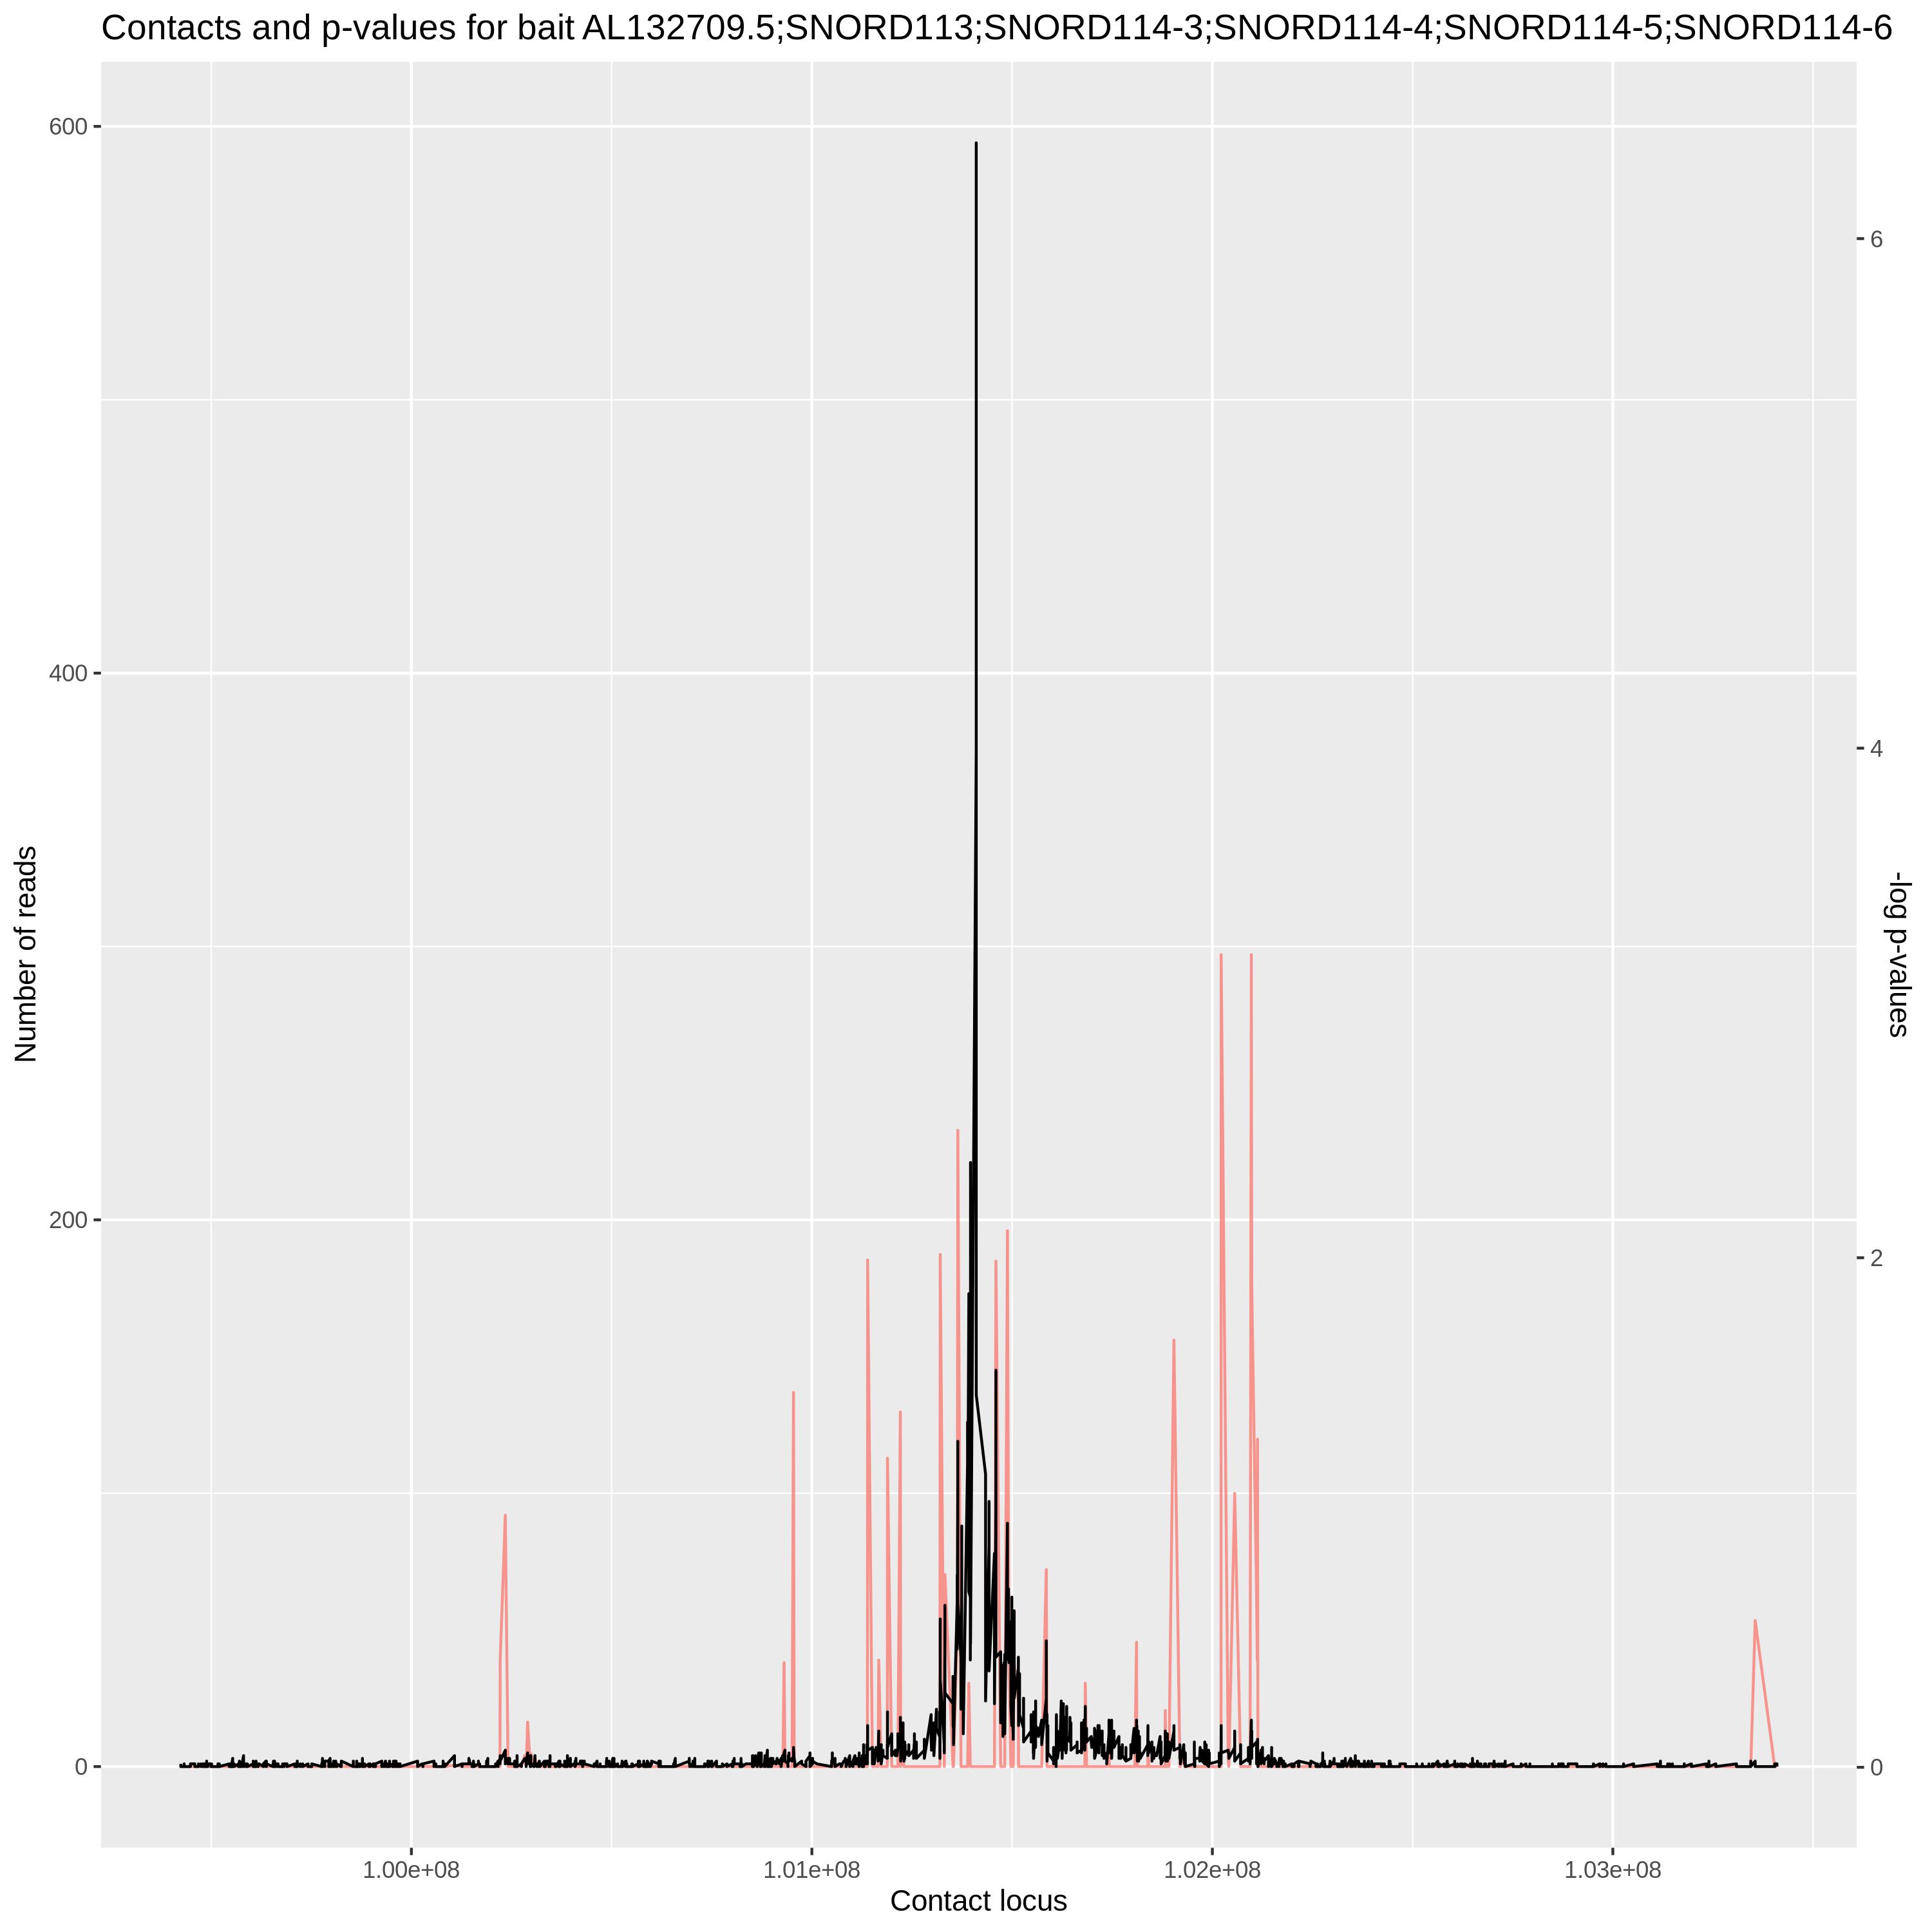 Contacts and p-values for bait AL132709.5;SNORD113;SNORD114-3;SNORD114-4;SNORD114-5;SNORD114-6
600
400
200
0
Number of reads
6
4
2
0
-log p-values
1.00e+08
1.01e+08
1.02e+08
1.03e+08
Contact locus